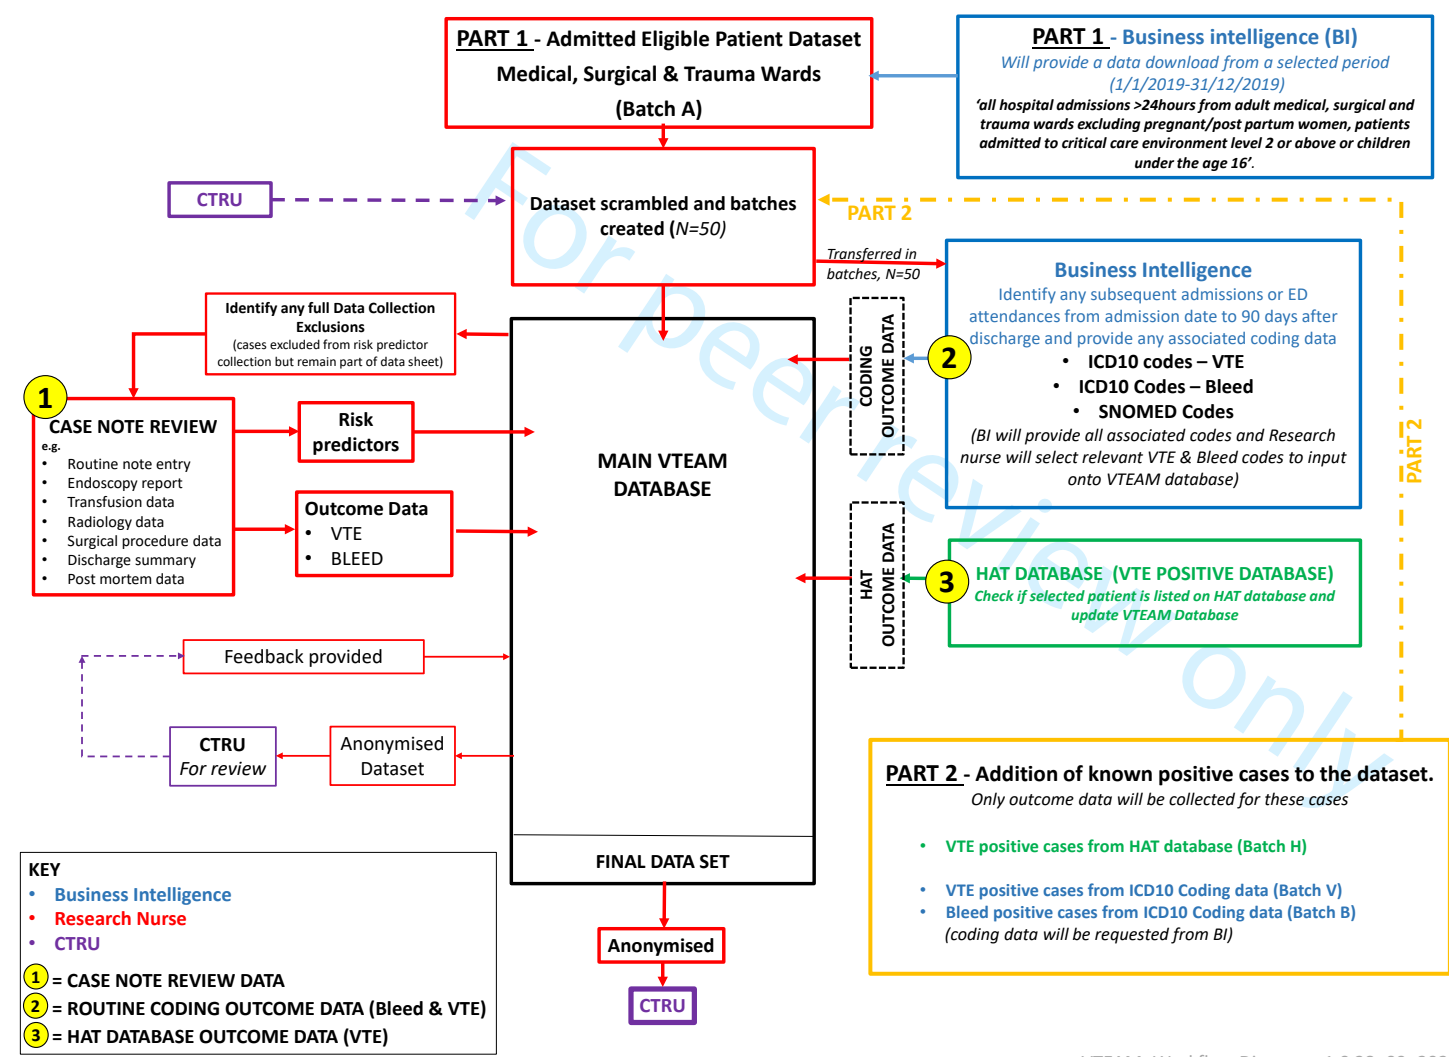 PART 1 - Admitted Eligible Patient Dataset
Medical, Surgical & Trauma Wards
(Batch A)
PART 1 - Business intelligence (BI)
Will provide a data download from a selected period
(1/1/2019-31/12/2019)
‘all hospital admissions >24hours from adult medical, surgical and
trauma wards excluding pregnant/post partum women, patients
admitted to critical care environment level 2 or above or children
under the age 16’.
CTRU
Dataset scrambled and batches
created (N=50)
PART 2
Transferred in
batches, N=50
Business Intelligence
Identify any subsequent admissions or ED
attendances from admission date to 90 days after
discharge and provide any associated coding data
• ICD10 codes – VTE
• ICD10 Codes – Bleed
• SNOMED Codes
(BI will provide all associated codes and Research
nurse will select relevant VTE & Bleed codes to input
onto VTEAM database)
2
CODING
OUTCOME DATA
PART 2
Identify any full Data Collection
Exclusions
(cases excluded from risk predictor
collection but remain part of data sheet)
1
CASE NOTE REVIEW
e.g.
• Routine note entry
• Endoscopy report
• Transfusion data
• Radiology data
• Surgical procedure data
• Discharge summary
• Post mortem data
Risk
predictors
Outcome Data
• VTE
• BLEED
MAIN VTEAM
DATABASE
HAT
OUTCOME DATA
3
HAT DATABASE (VTE POSITIVE DATABASE)
Check if selected patient is listed on HAT database and
update VTEAM Database
Feedback provided
CTRU
For review
Anonymised
Dataset
PART 2 - Addition of known positive cases to the dataset.
Only outcome data will be collected for these cases
• VTE positive cases from HAT database (Batch H)
• VTE positive cases from ICD10 Coding data (Batch V)
• Bleed positive cases from ICD10 Coding data (Batch B)
(coding data will be requested from BI)
FINAL DATA SET
Anonymised
CTRU
KEY
• Business Intelligence
• Research Nurse
• CTRU
1 = CASE NOTE REVIEW DATA
2 = ROUTINE CODING OUTCOME DATA (Bleed & VTE)
3 = HAT DATABASE OUTCOME DATA (VTE)
For peer review only